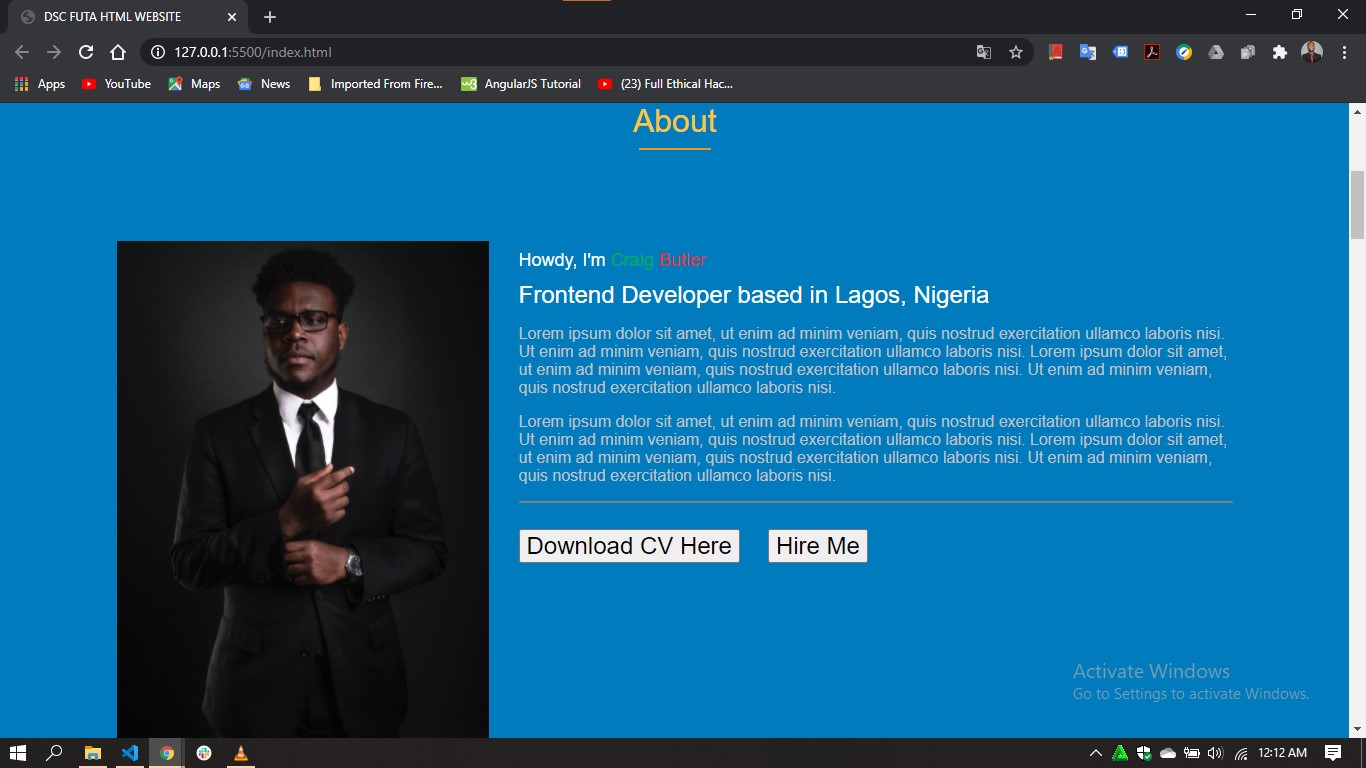 DSC FUTA HTML WEBSITE
127.0.0.1:5500/index.html
Apps YouTube Maps News Imported From Fire... AngularJS Tutorial (23) Full Ethical Hac...
About
Howdy, I'm Craig Butler
Frontend Developer based in Lagos, Nigeria
Lorem ipsum dolor sit amet, ut enim ad minim veniam, quis nostrud exercitation ullamco laboris nisi.
Ut enim ad minim veniam, quis nostrud exercitation ullamco laboris nisi. Lorem ipsum dolor sit amet,
ut enim ad minim veniam, quis nostrud exercitation ullamco laboris nisi. Ut enim ad minim veniam,
quis nostrud exercitation ullamco laboris nisi.
Lorem ipsum dolor sit amet, ut enim ad minim veniam, quis nostrud exercitation ullamco laboris nisi.
Ut enim ad minim veniam, quis nostrud exercitation ullamco laboris nisi. Lorem ipsum dolor sit amet,
ut enim ad minim veniam, quis nostrud exercitation ullamco laboris nisi. Ut enim ad minim veniam,
quis nostrud exercitation ullamco laboris nisi.
Download CV Here Hire Me
Activate Windows
Go to Settings to activate Windows.
12:12 AM